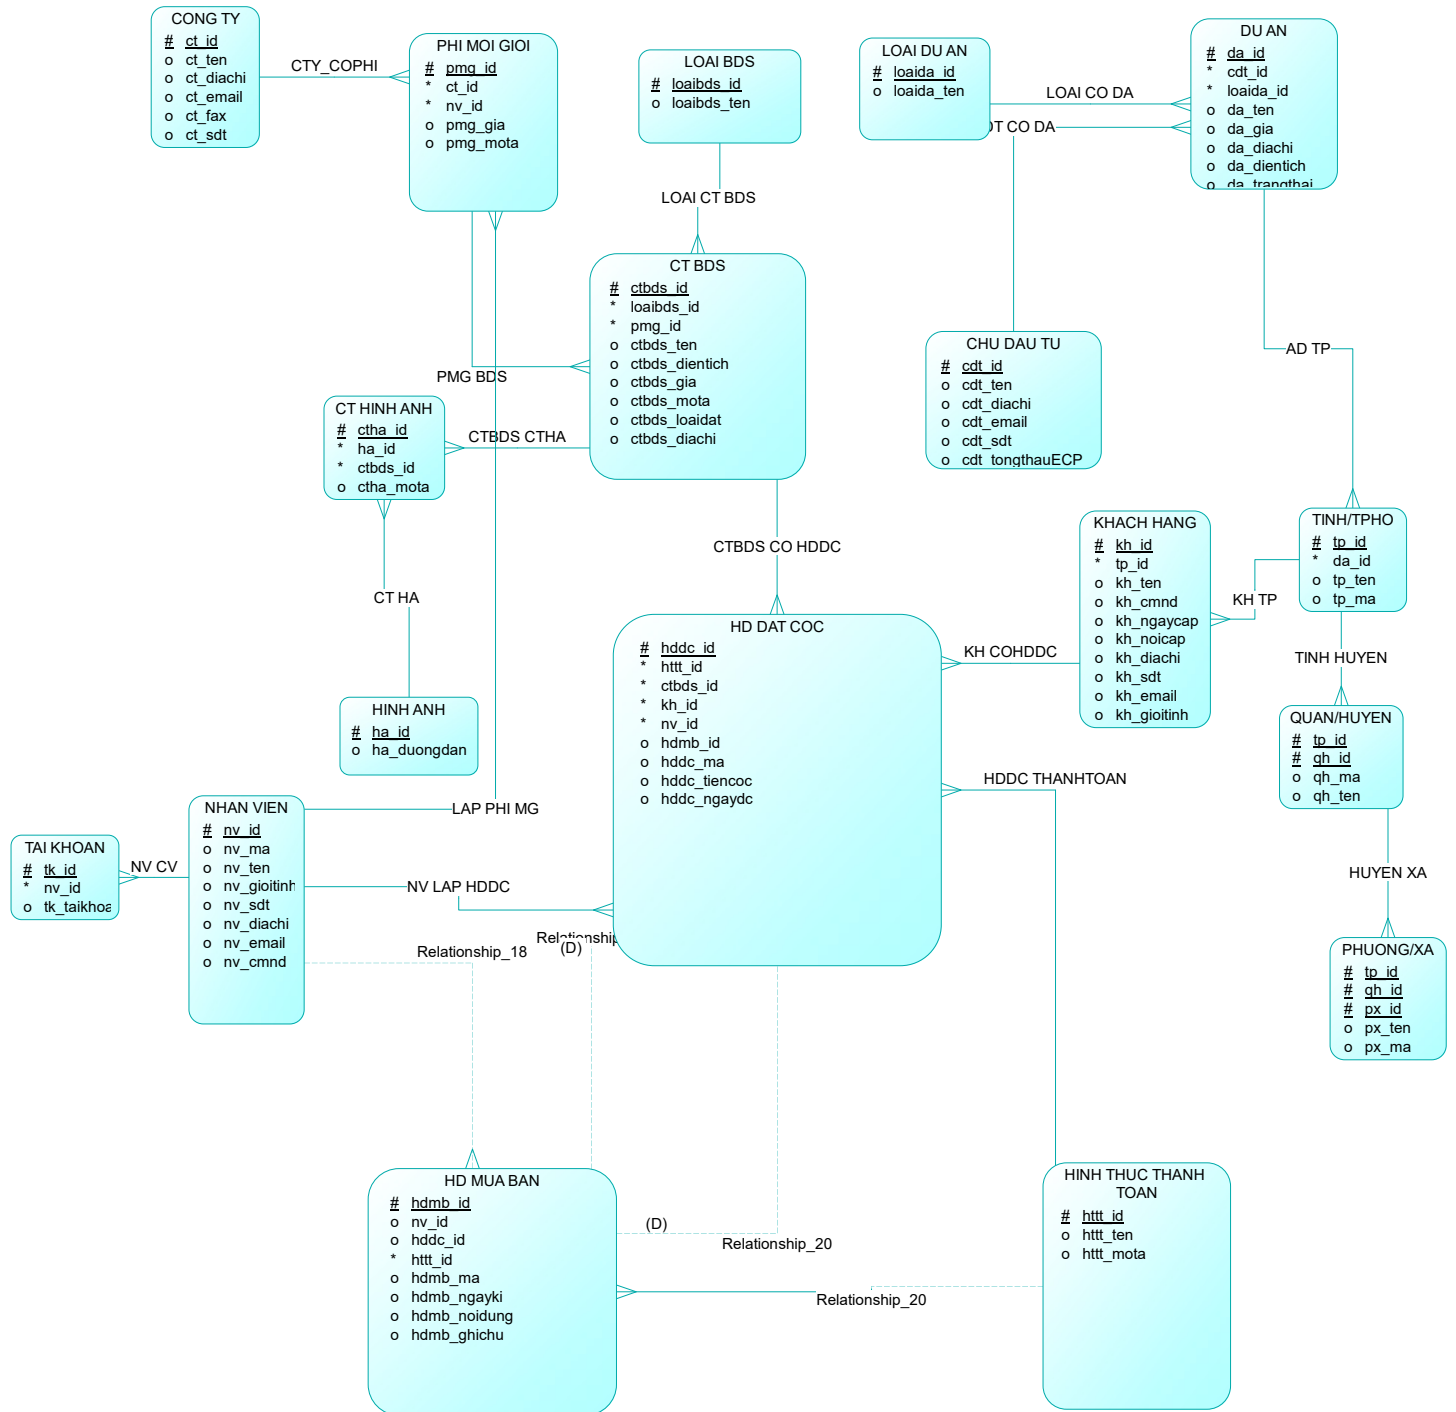 CONG TY
# ct_id
o ct_ten
o ct_diachi
o ct_email
o ct_fax
o ct_sdt
CTY_COPHI
PHI MOI GIOI
# pmg_id
* ct_id
* nv_id
o pmg_gia
o pmg_mota
LOAI BDS
# loaibds_id
o loaibds_ten
LOAI CT BDS
LOAI DU AN
# loaida_id
o loaida_ten
LOAI CO DA
DT CO DA
DU AN
# da_id
* cdt_id
* loaida_id
o da_ten
o da_gia
o da_diachi
o da_dientich
o da_trangthai
CT BDS
# ctbds_id
* loaibds_id
* pmg_id
o ctbds_ten
o ctbds_dientich
o ctbds_gia
o ctbds_mota
o ctbds_loaidat
o ctbds_diachi
PMG BDS
CHU DAU TU
# cdt_id
o cdt_ten
o cdt_diachi
o cdt_email
o cdt_sdt
o cdt_tongthauECP
AD TP
CT HINH ANH
# ctha_id
* ha_id
* ctbds_id
o ctha_mota
CTBDS CTHA
CTBDS CO HDDC
CT HA
KHACH HANG
# kh_id
* tp_id
o kh_ten
o kh_cmnd
o kh_ngaycap
o kh_noicap
o kh_diachi
o kh_sdt
o kh_email
o kh_gioitinh
KH TP
TINH/TPHO
# tp_id
* da_id
o tp_ten
o tp_ma
TINH HUYEN
HD DAT COC
# hddc_id
* httt_id
* ctbds_id
* kh_id
* nv_id
o hdmb_id
o hddc_ma
o hddc_tiencoc
o hddc_ngaydc
KH COHDDC
HINH ANH
# ha_id
o ha_duongdan
QUAN/HUYEN
# tp_id
# qh_id
o qh_ma
o qh_ten
HDDC THANHTOAN
NHAN VIEN
# nv_id
o nv_ma
o nv_ten
o nv_gioitinh
o nv_sdt
o nv_diachi
o nv_email
o nv_cmnd
LAP PHI MG
TAI KHOAN
# tk_id
* nv_id
o tk_taikhoa
NV CV
NV LAP HDDC
HUYEN XA
Relationship_18
Relationship
(D)
PHUONG/XA
# tp_id
# qh_id
# px_id
o px_ten
o px_ma
HD MUA BAN
# hdmb_id
o nv_id
o hddc_id
* httt_id
o hdmb_ma
o hdmb_ngayki
o hdmb_noidung
o hdmb_ghichu
(D)
Relationship_20
Relationship_20
HINH THUC THANH
TOAN
# httt_id
o httt_ten
o httt_mota